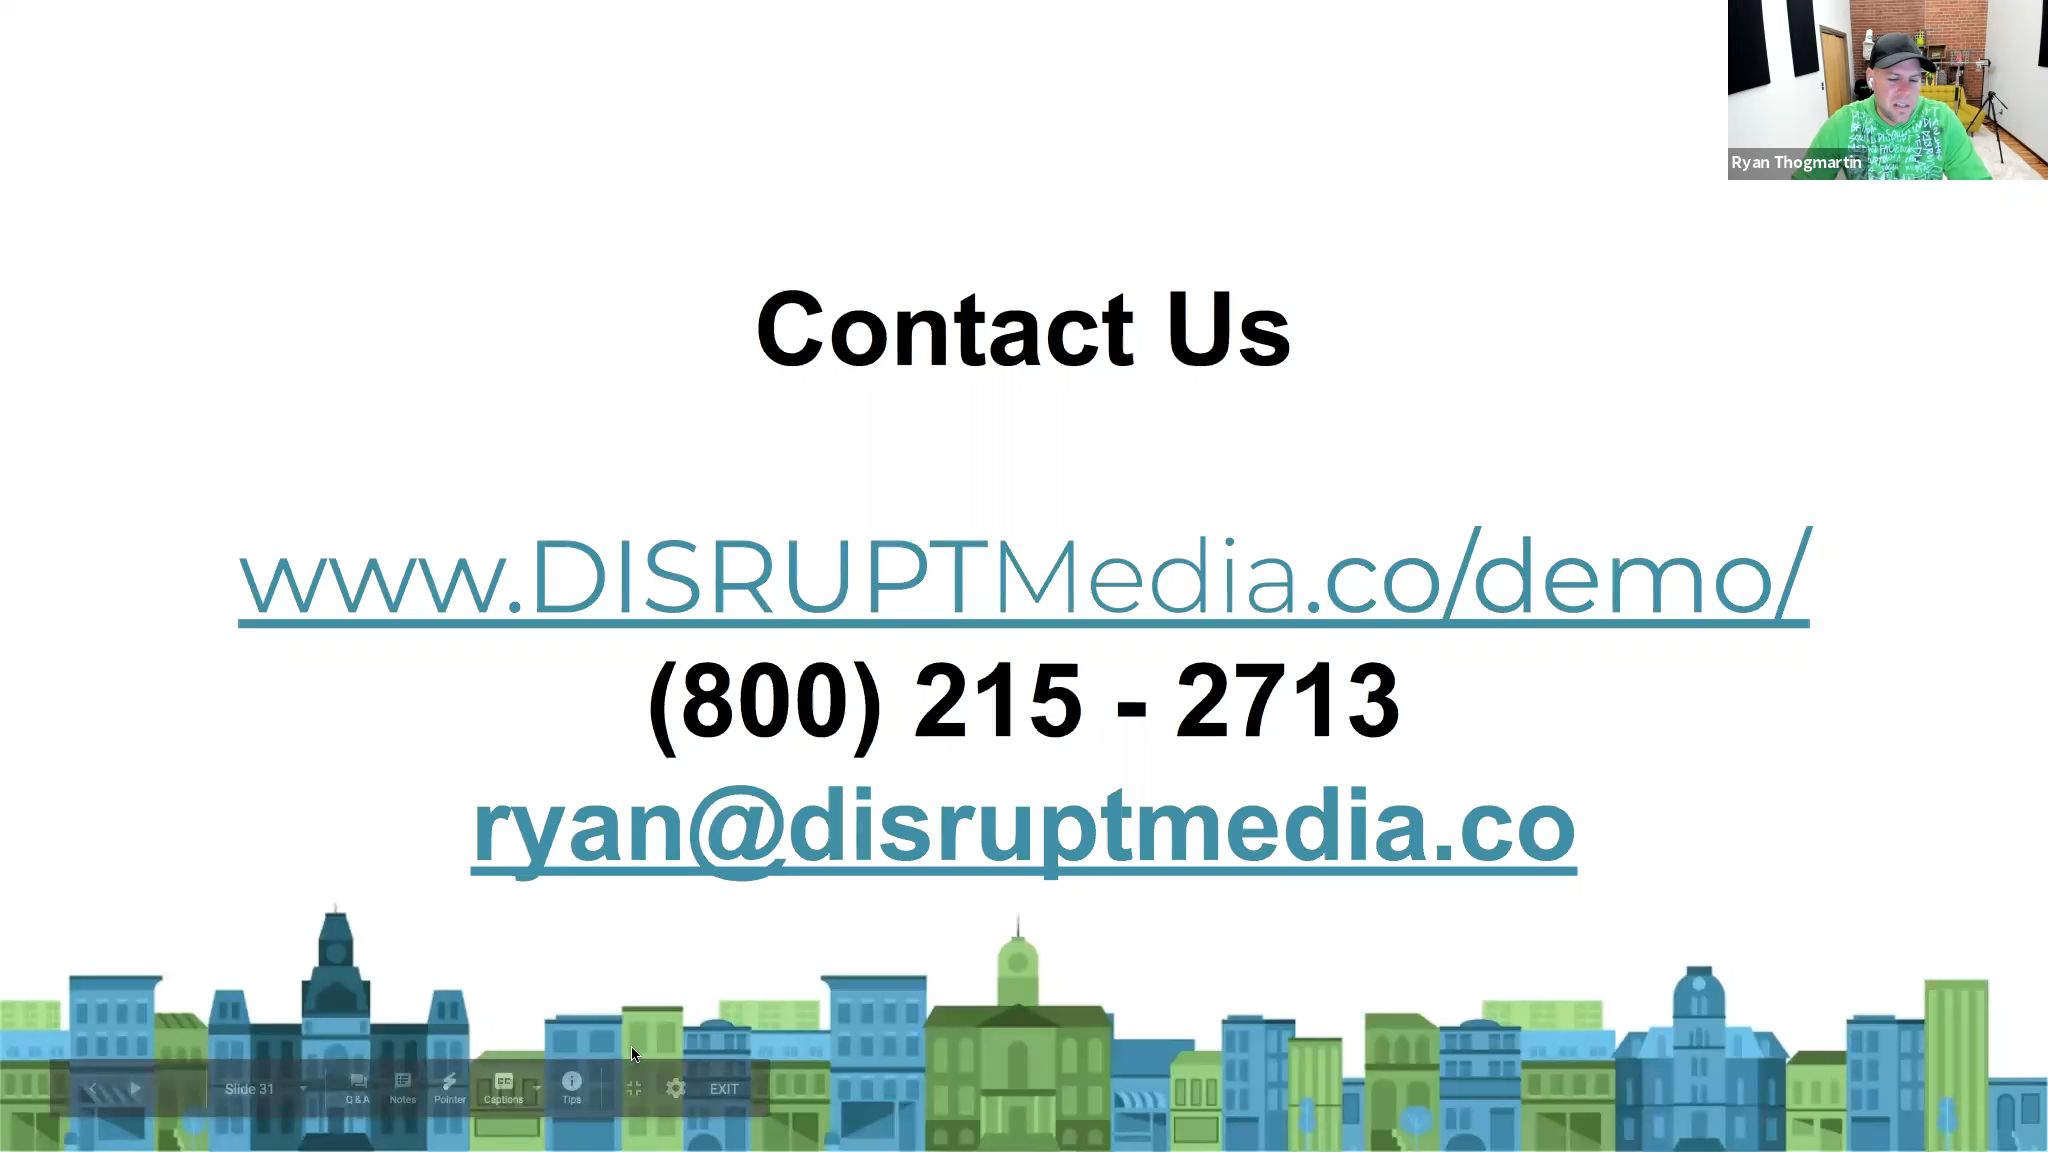 Ryan Thogmartin
Contact Us
www.DISRUPTMedia.co/demo/
(800) 215 - 2713
ryan@disruptmedia.co
Slide 31
Q & A
Notes
Pointer
CC
Captions
Tips
EXIT